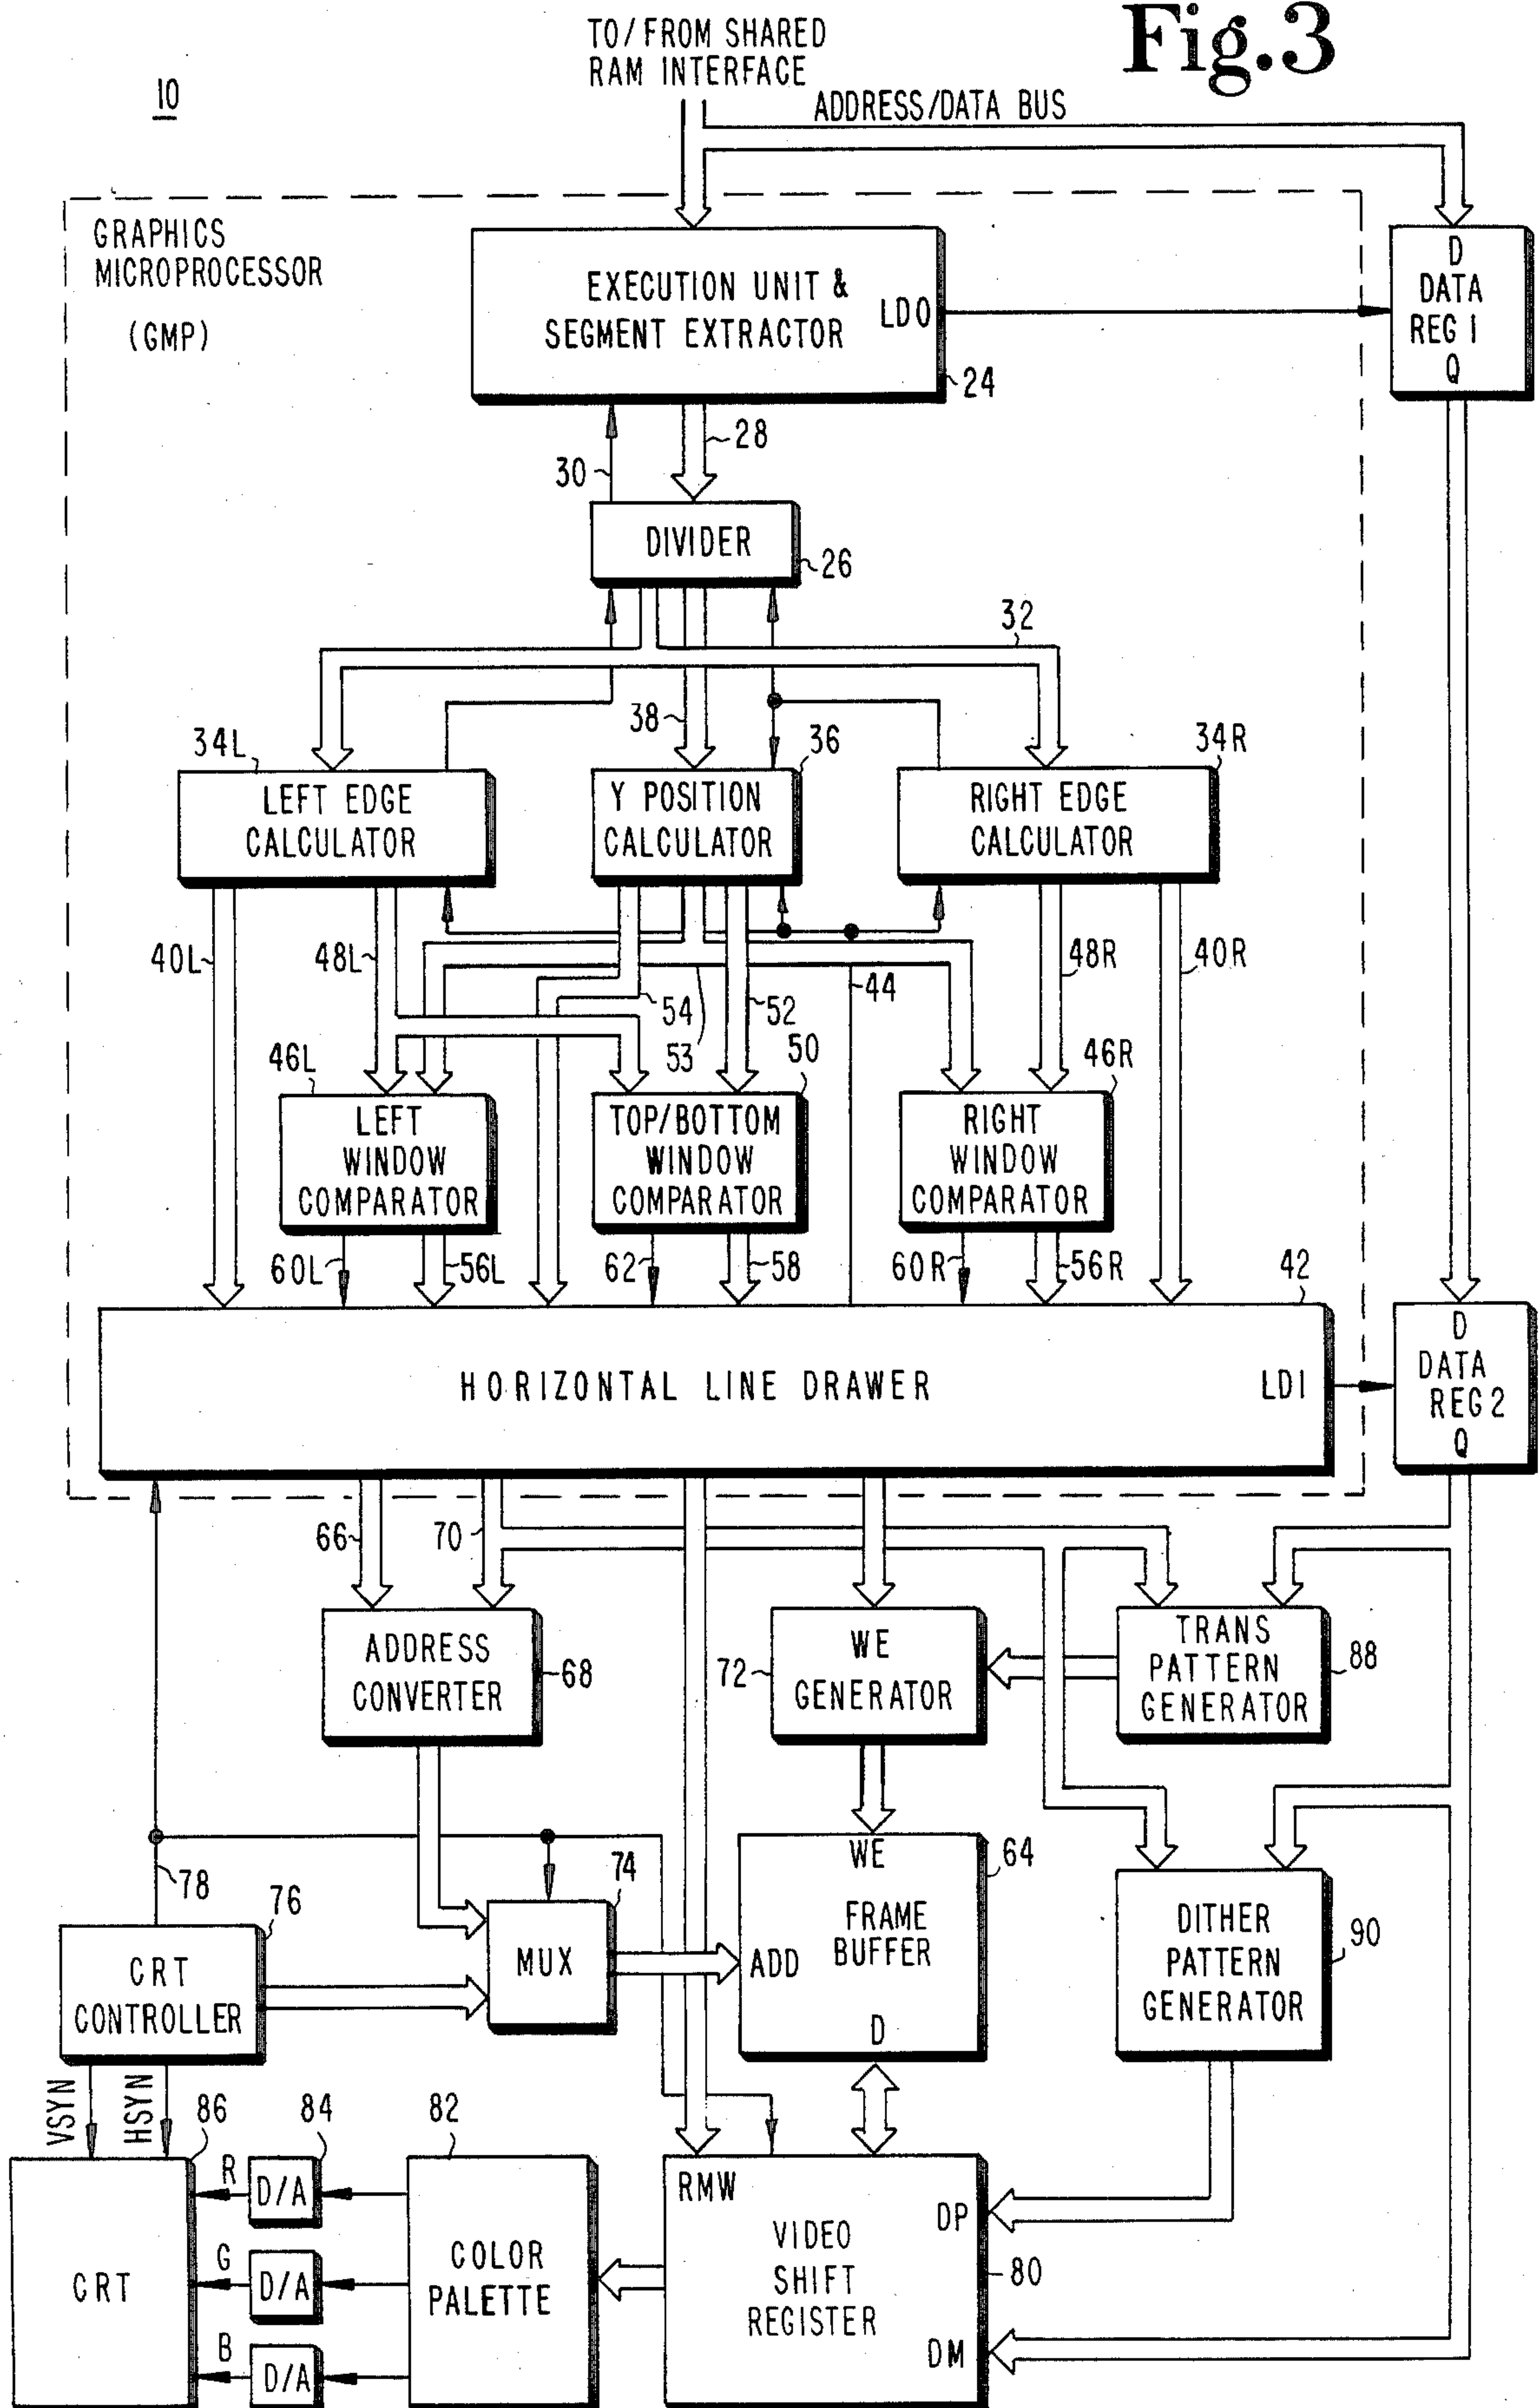 Fig.3
TO/FROM SHARED
RAM INTERFACE
10
ADDRESS/DATA BUS
GRAPHICS
MICROPROCESSOR
(GMP)
EXECUTION UNIT &
SEGMENT EXTRACTOR
LDO
24
D
DATA
REG 1
Q
28
30
DIVIDER
26
32
38
34L
36
34R
LEFT EDGE
CALCULATOR
Y POSITION
CALCULATOR
RIGHT EDGE
CALCULATOR
40L
48L
54
52
53
44
48R
40R
46L
50
46R
LEFT
WINDOW
COMPARATOR
TOP/BOTTOM
WINDOW
COMPARATOR
RIGHT
WINDOW
COMPARATOR
60L
56L
62
58
60R
56R
42
HORIZONTAL LINE DRAWER
LD1
D
DATA
REG 2
Q
66
70
ADDRESS
CONVERTER
68
72
WE
GENERATOR
TRANS
PATTERN
GENERATOR
88
78
76
74
64
CRT
CONTROLLER
MUX
WE
FRAME
BUFFER
ADD
D
DITHER
PATTERN
GENERATOR
90
VSYN
HSYN
86
84
82
CRT
R
D/A
G
D/A
B
D/A
COLOR
PALETTE
RMW
DP
VIDEO
SHIFT
REGISTER
DM
80